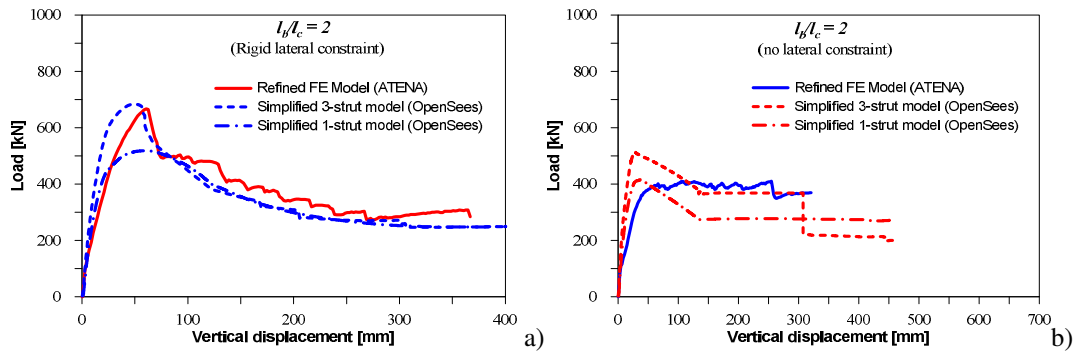 l_b/l_c = 2
(Rigid lateral constraint)
Refined FE Model (ATENA)
Simplified 3-strut model (OpenSees)
Simplified 1-strut model (OpenSees)
Load [kN]
1000
800
600
400
200
0
0 100 200 300 400
Vertical displacement [mm]
a)
l_b/l_c = 2
(no lateral constraint)
Refined FE Model (ATENA)
Simplified 3-strut model (OpenSees)
Simplified 1-strut model (OpenSees)
Load [kN]
1000
800
600
400
200
0
0 100 200 300 400 500 600 700
Vertical displacement [mm]
b)